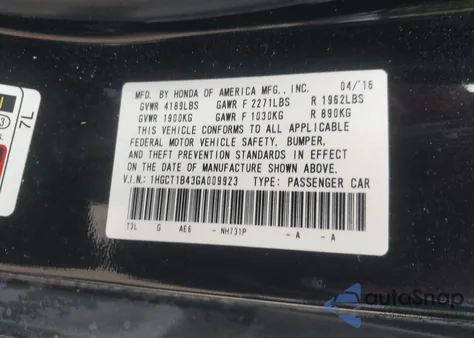 MFD. BY HONDA OF AMERICA MFG., INC. 04/16
GVWR 4189LBS GAWR F 2271LBS R 1962LBS
GVWR 1900KG GAWR F 1030KG R 890KG
THIS VEHICLE CONFORMS TO ALL APPLICABLE
FEDERAL MOTOR VEHICLE SAFETY, BUMPER,
AND THEFT PREVENTION STANDARDS IN EFFECT
ON THE DATE OF MANUFACTURE SHOWN ABOVE.
V.I.N.: 1HGCT1B43GA009923 TYPE: PASSENGER CAR
T3L G AE6 - NH731P - A - A
7L
3
autoSnap